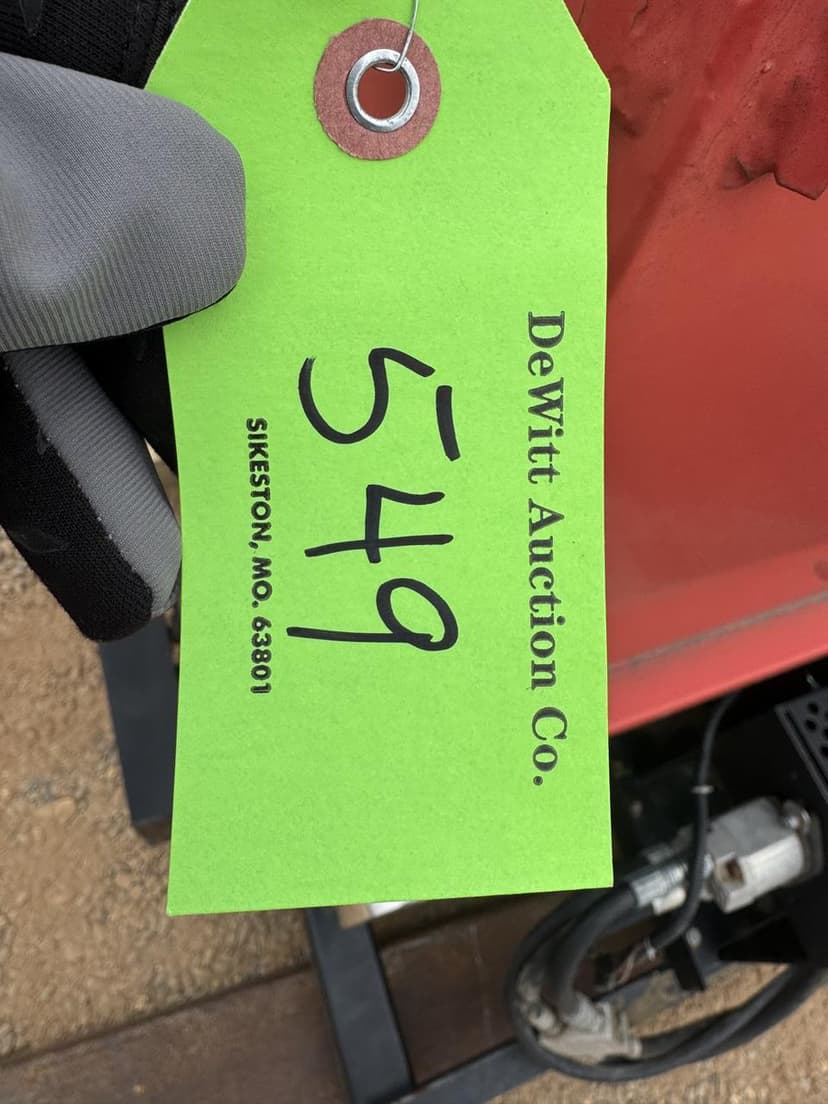 DeWitt Auction Co.
549
SIKESTON, MO. 63801